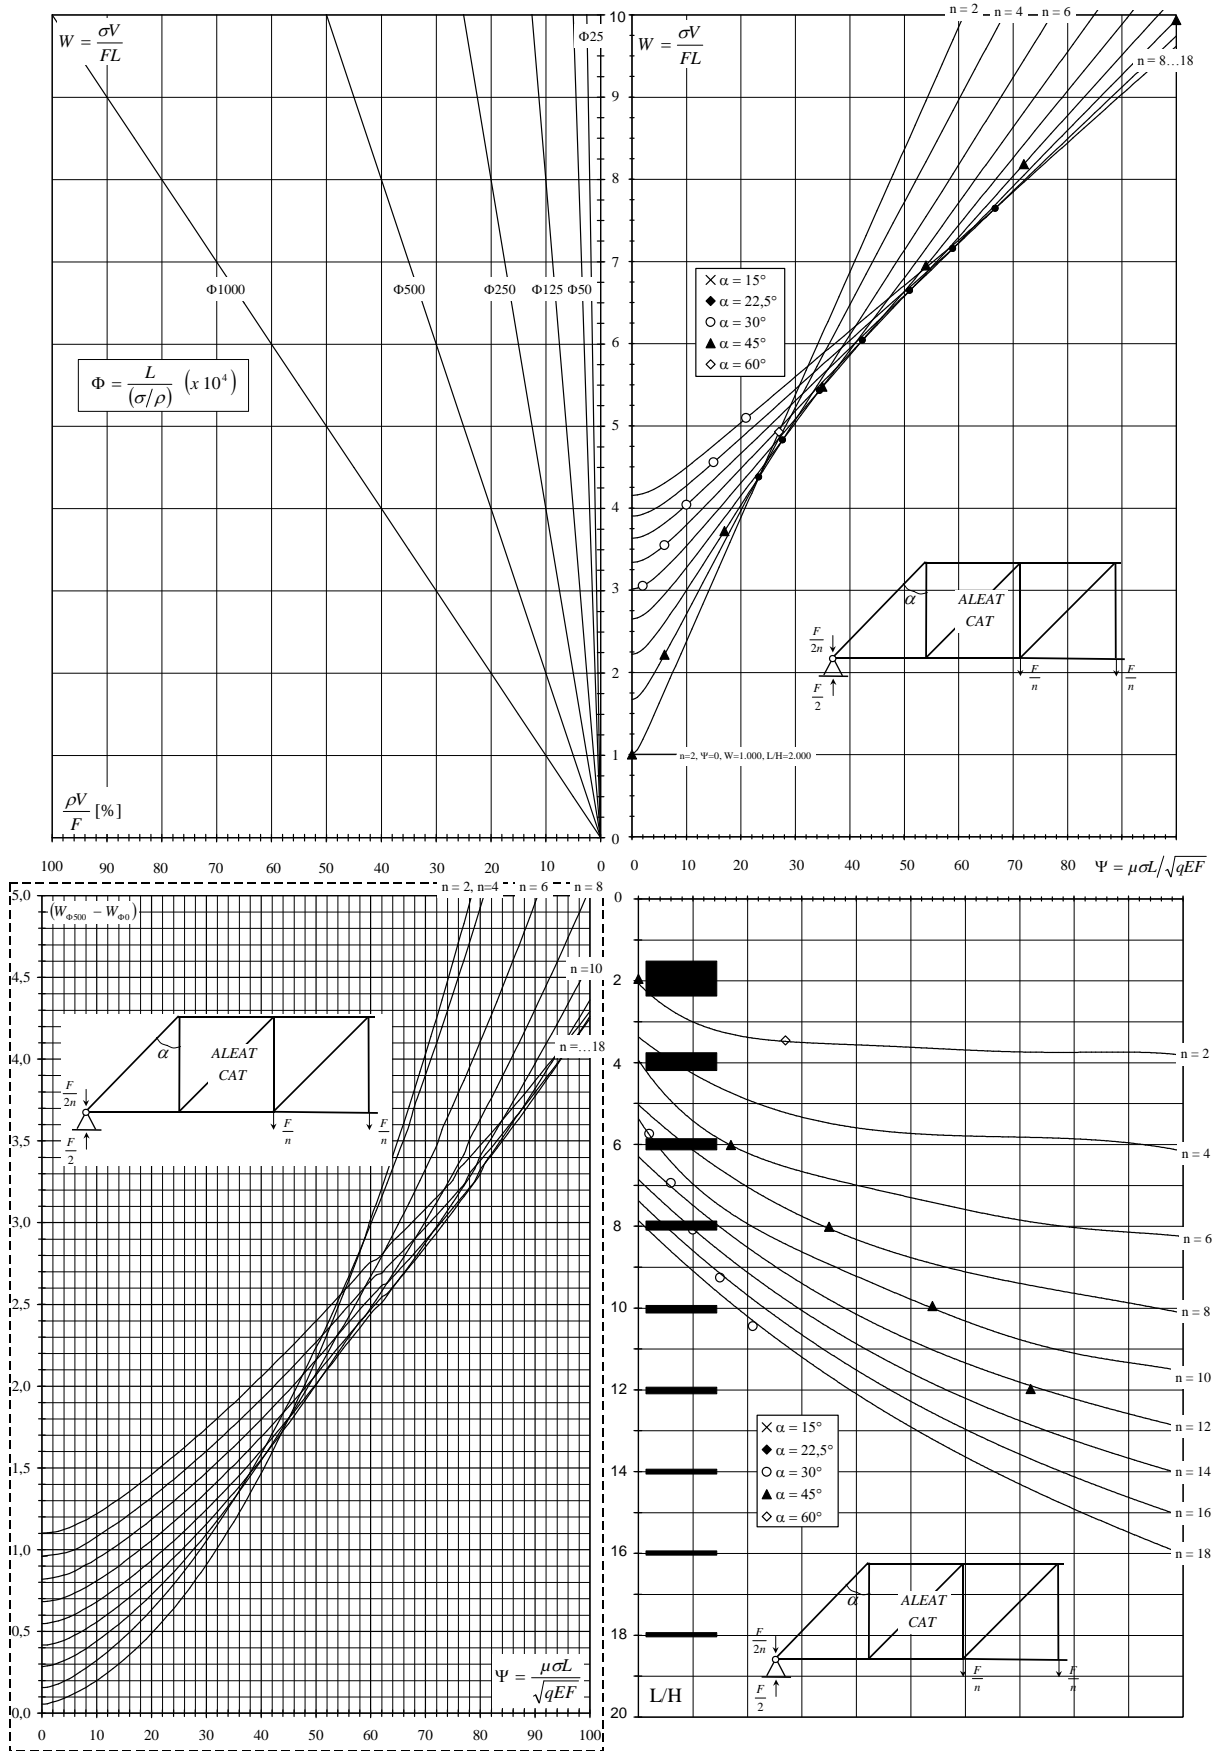 W = σV/FL
Φ25
Φ1000
Φ500
Φ250
Φ125
Φ50
Φ = L/(σ/ρ) (x 10⁴)
ρV/F [%]
100 80 60 40 20 0
10
9
8
7
6
5
4
3
2
1
0
n = 2
n = 4
n = 6
W = σV/FL
n = 8…18
α = 15°
α = 22,5°
α = 30°
α = 45°
α = 60°
α
ALEAT
CAT
F/2n
F/2
F/n
F/n
n=2, Ψ=0, W=1.000, L/H=2.000
0 10 20 30 40 50 60 70 80
Ψ = μσL/√qEF
n = 2, n=4
n = 6
n = 8
(W_Φ500 − W_Φ0)
n =10
n =…18
5,0
4,5
4,0
3,5
3,0
2,5
2,0
1,5
1,0
0,5
0,0
α
ALEAT
CAT
F/2n
F/2
F/n
F/n
Ψ = μσL/√qEF
0 10 20 30 40 50 60 70 80 90 100
0
2
4
6
8
10
12
14
16
18
20
n = 2
n = 4
n = 6
n = 8
n = 10
n = 12
n = 14
n = 16
n = 18
α = 15°
α = 22,5°
α = 30°
α = 45°
α = 60°
α
ALEAT
CAT
F/2n
F/2
F/n
F/n
L/H